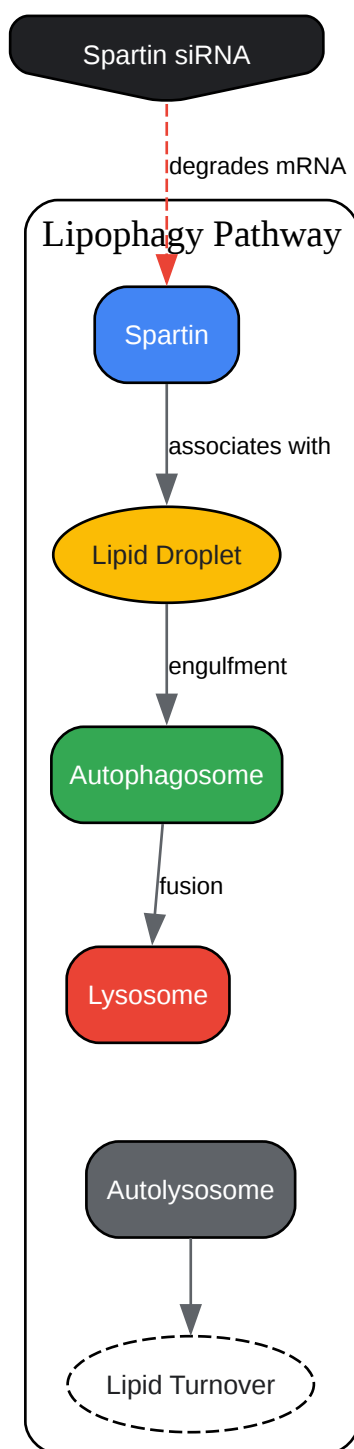 Spartin siRNA
degrades mRNA
Lipophagy Pathway
Spartin
associates with
Lipid Droplet
engulfment
Autophagosome
fusion
Lysosome
Autolysosome
Lipid Turnover